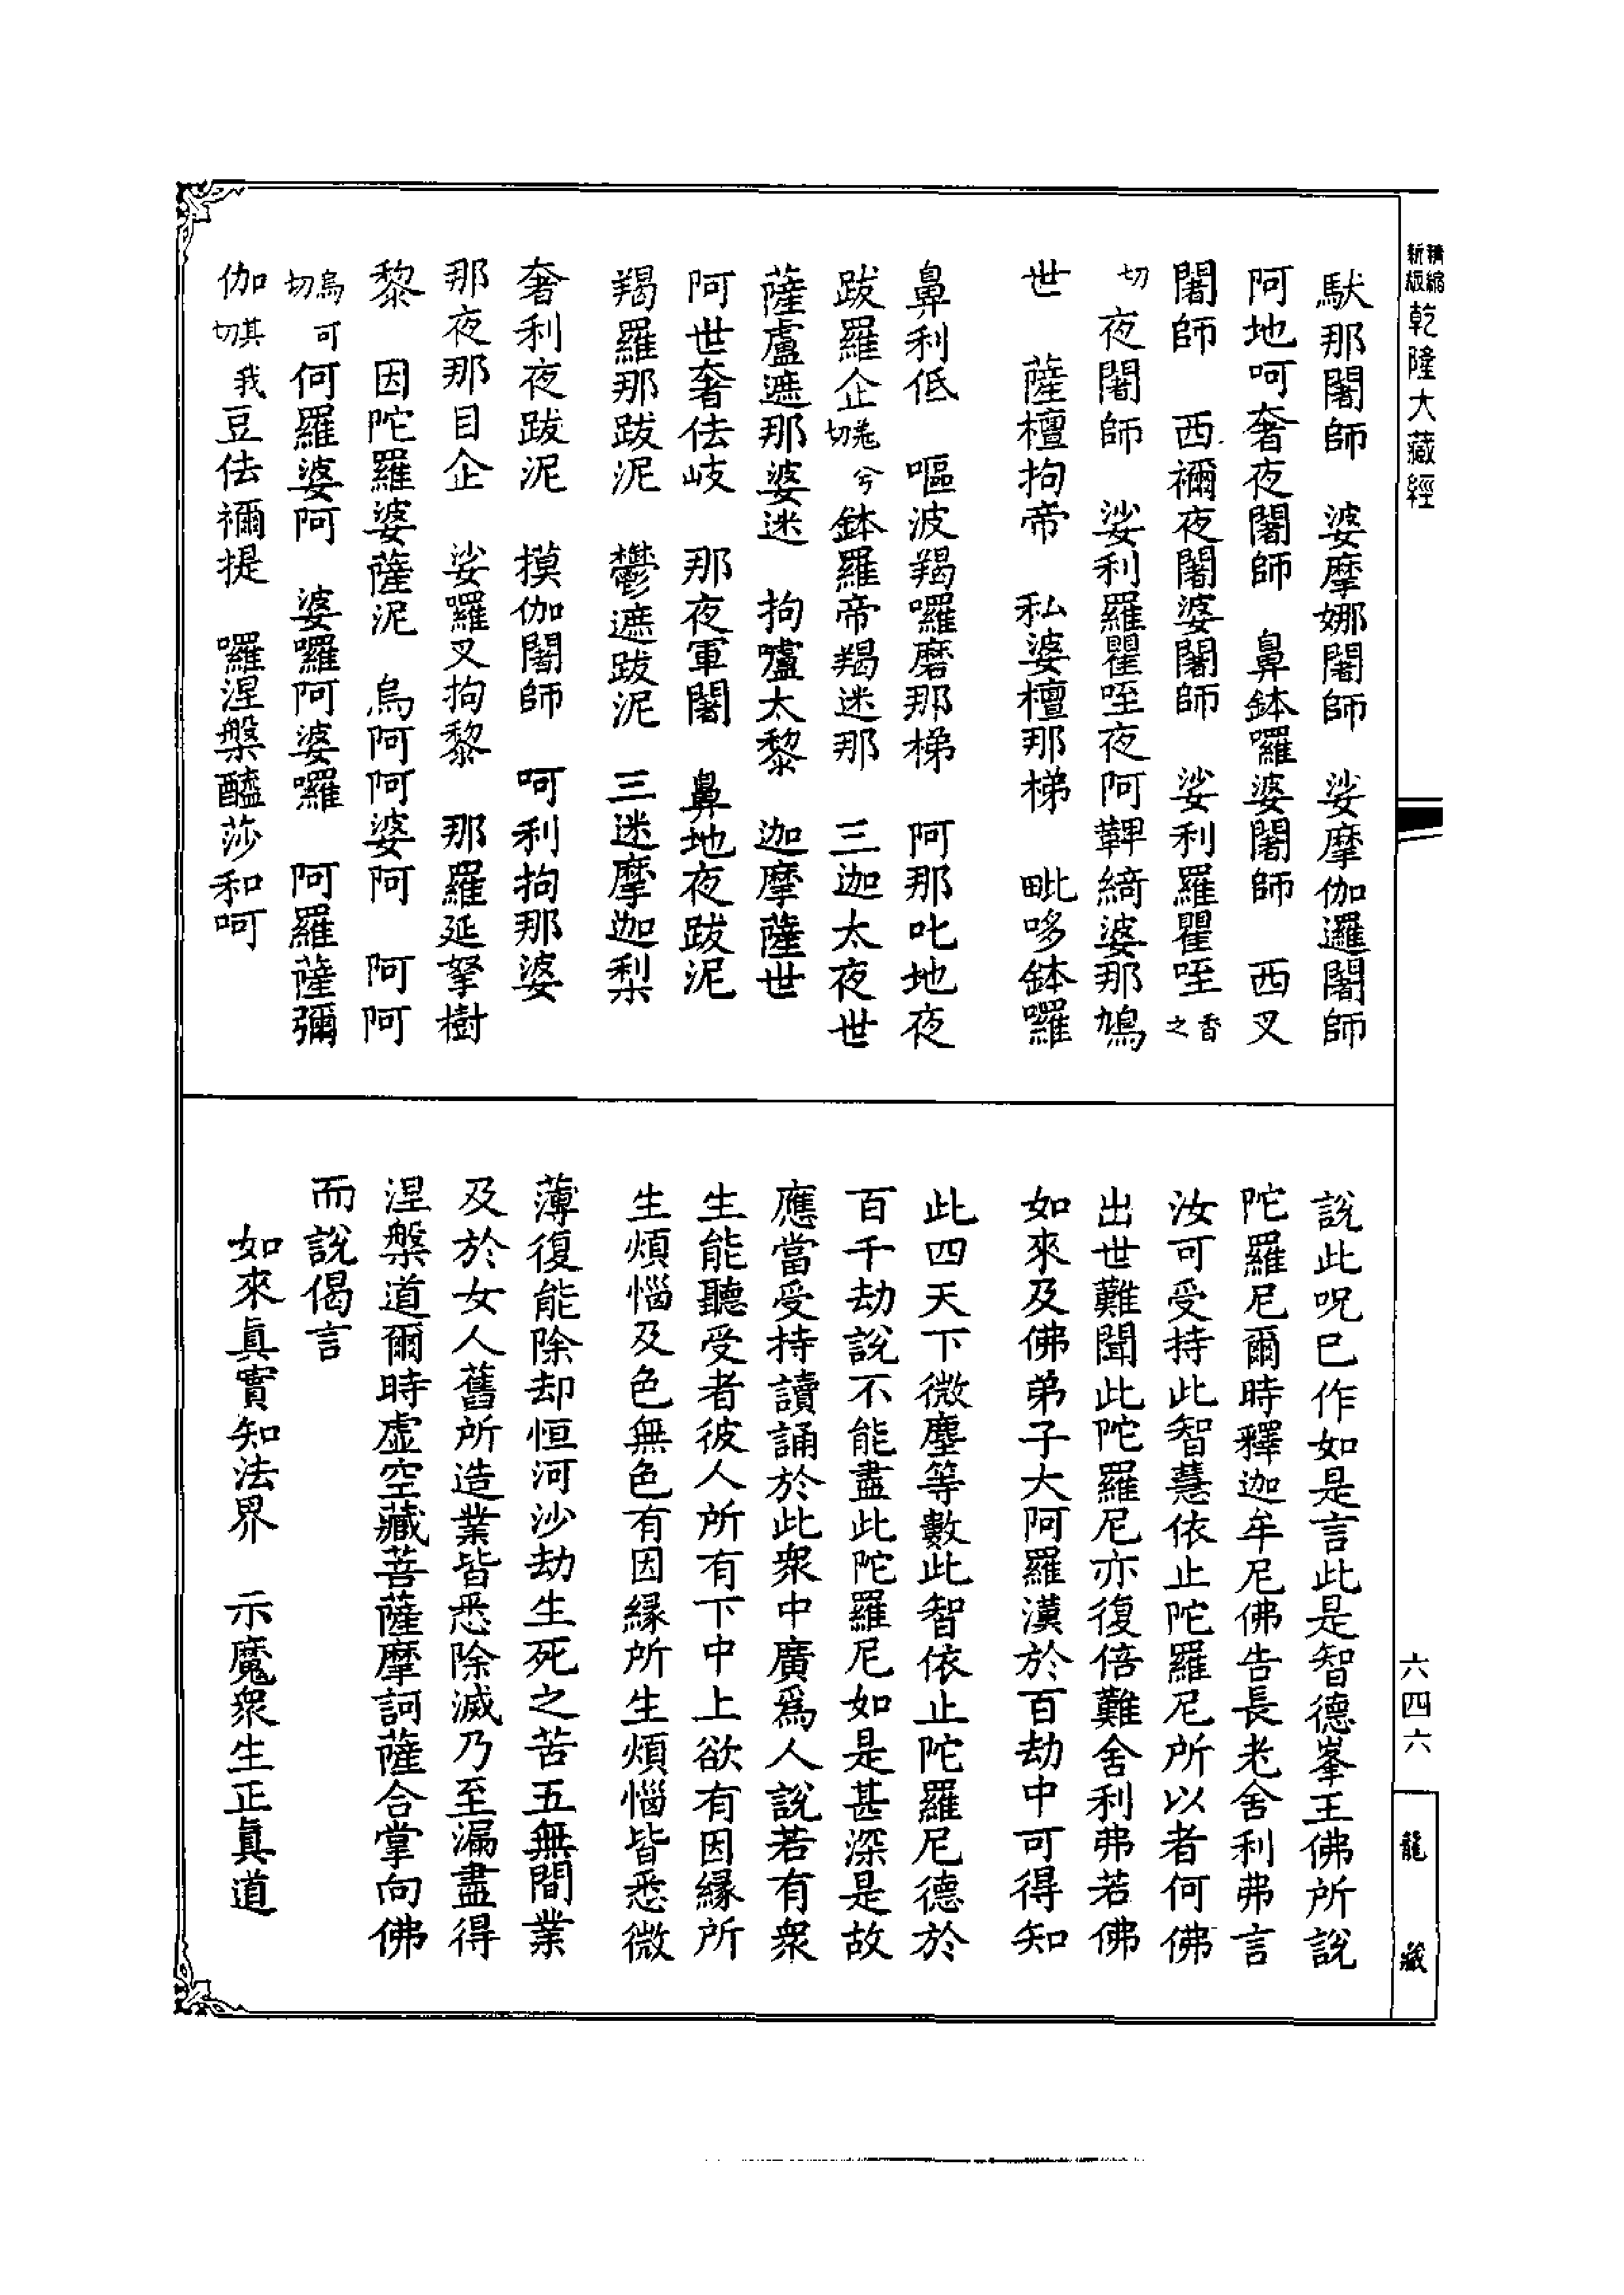 精縮新版乾隆大藏經
馱那闍師　婆摩娜闍師　娑摩伽邏闍師
阿地呵奢夜闍師　鼻鉢囉婆闍師　西叉
闍師　西禰夜闍婆闍師　娑利羅瞿咥香之
切夜闍師　娑利羅瞿咥夜阿鞞綺婆那鳩
世　薩檀拘帝　私婆檀那梯　毗哆鉢囉
鼻利低　嘔波羯囉磨那梯　阿那叱地夜
跋羅企羌兮切鉢羅帝羯迷那　三迦太夜世
薩盧遮那婆迷　拘嚧太黎　迦摩薩世
阿世奢佉岐　那夜軍闍　鼻地夜跋泥
羯羅那跋泥　鬱遮跋泥　三迷摩迦梨
奢利夜跋泥　摸伽闍師　呵利拘那婆
那夜那目企　娑囉叉拘黎　那羅延拏樹
黎　因陀羅婆薩泥　烏阿阿婆阿　阿阿
烏可切何羅婆阿　婆囉阿婆囉　阿羅薩彌
伽其我切豆佉禰提　囉涅槃醯莎和呵
說此呪已作如是言此是智德峯王佛所說
陀羅尼爾時釋迦牟尼佛告長老舍利弗言
汝可受持此智慧依止陀羅尼所以者何佛
出世難聞此陀羅尼亦復倍難舍利弗若佛
如來及佛弟子大阿羅漢於百劫中可得知
此四天下微塵等數此智依止陀羅尼德於
百千劫說不能盡此陀羅尼如是甚深是故
應當受持讀誦於此衆中廣爲人說若有衆
生能聽受者彼人所有下中上欲有因緣所
生煩惱及色無色有因緣所生煩惱皆悉微
薄復能除却恒河沙劫生死之苦五無間業
及於女人舊所造業皆悉除滅乃至漏盡得
涅槃道爾時虛空藏菩薩摩訶薩合掌向佛
而說偈言
如來眞實知法界　示魔衆生正眞道
六四六
龍藏